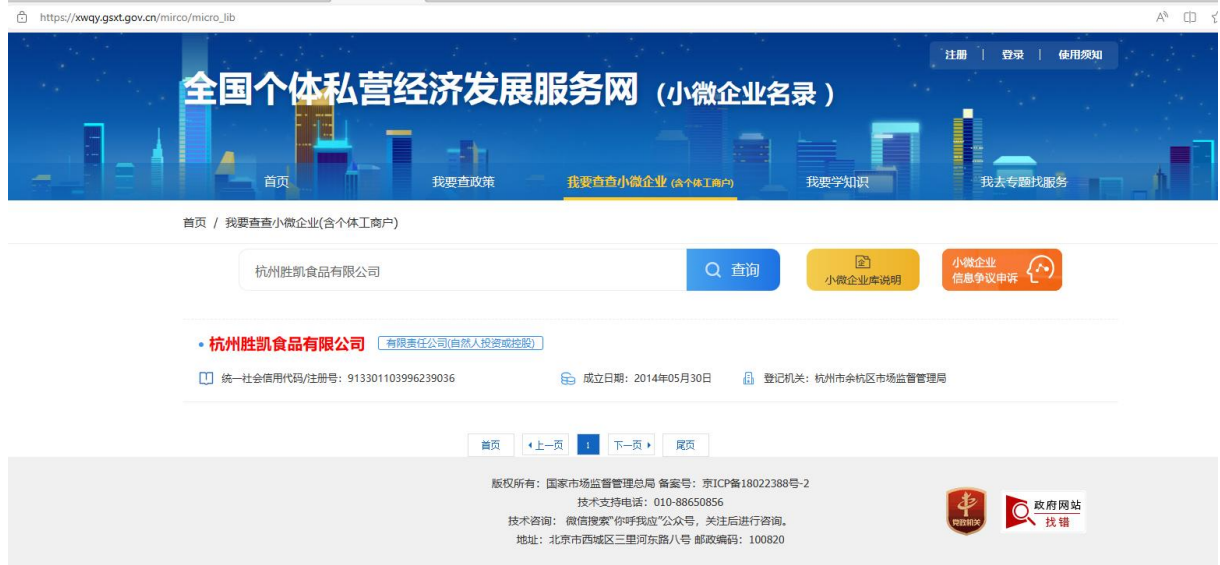 https://xwqy.gsxt.gov.cn/mirco/micro_lib
注册 | 登录 | 使用须知
全国个体私营经济发展服务网 (小微企业名录 )
首页 我要查政策 我要查查小微企业 (含个体工商户) 我要学知识 我去专题找服务
首页 / 我要查查小微企业(含个体工商户)
杭州胜凯食品有限公司 查询 小微企业库说明 小微企业
信息争议申诉
杭州胜凯食品有限公司 有限责任公司(自然人投资或控股)
统一社会信用代码/注册号：913301103996239036 成立日期：2014年05月30日 登记机关：杭州市余杭区市场监督管理局
首页 上一页 1 下一页 尾页
版权所有：国家市场监督管理总局 备案号：京ICP备18022388号-2
技术支持电话：010-88650856
技术咨询： 微信搜索"你呼我应"公众号，关注后进行咨询。
地址：北京市西城区三里河东路八号 邮政编码：100820
党政机关 政府网站
找错